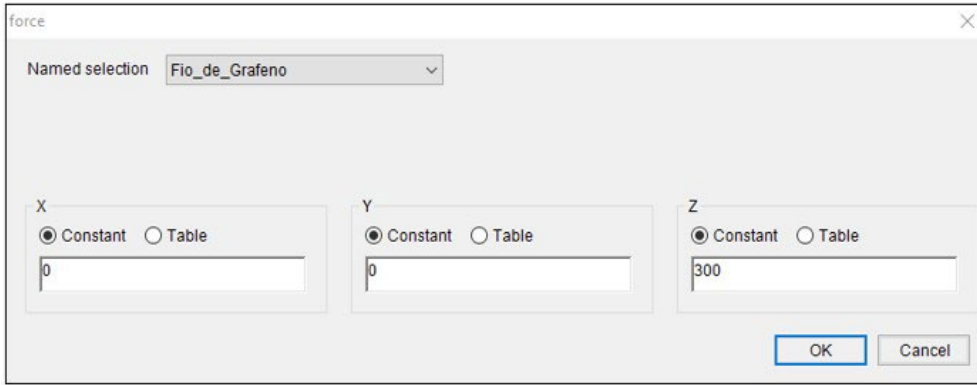 force
Named selection Fio_de_Grafeno
X Y Z
Constant Table Constant Table Constant Table
0 0 300
OK Cancel